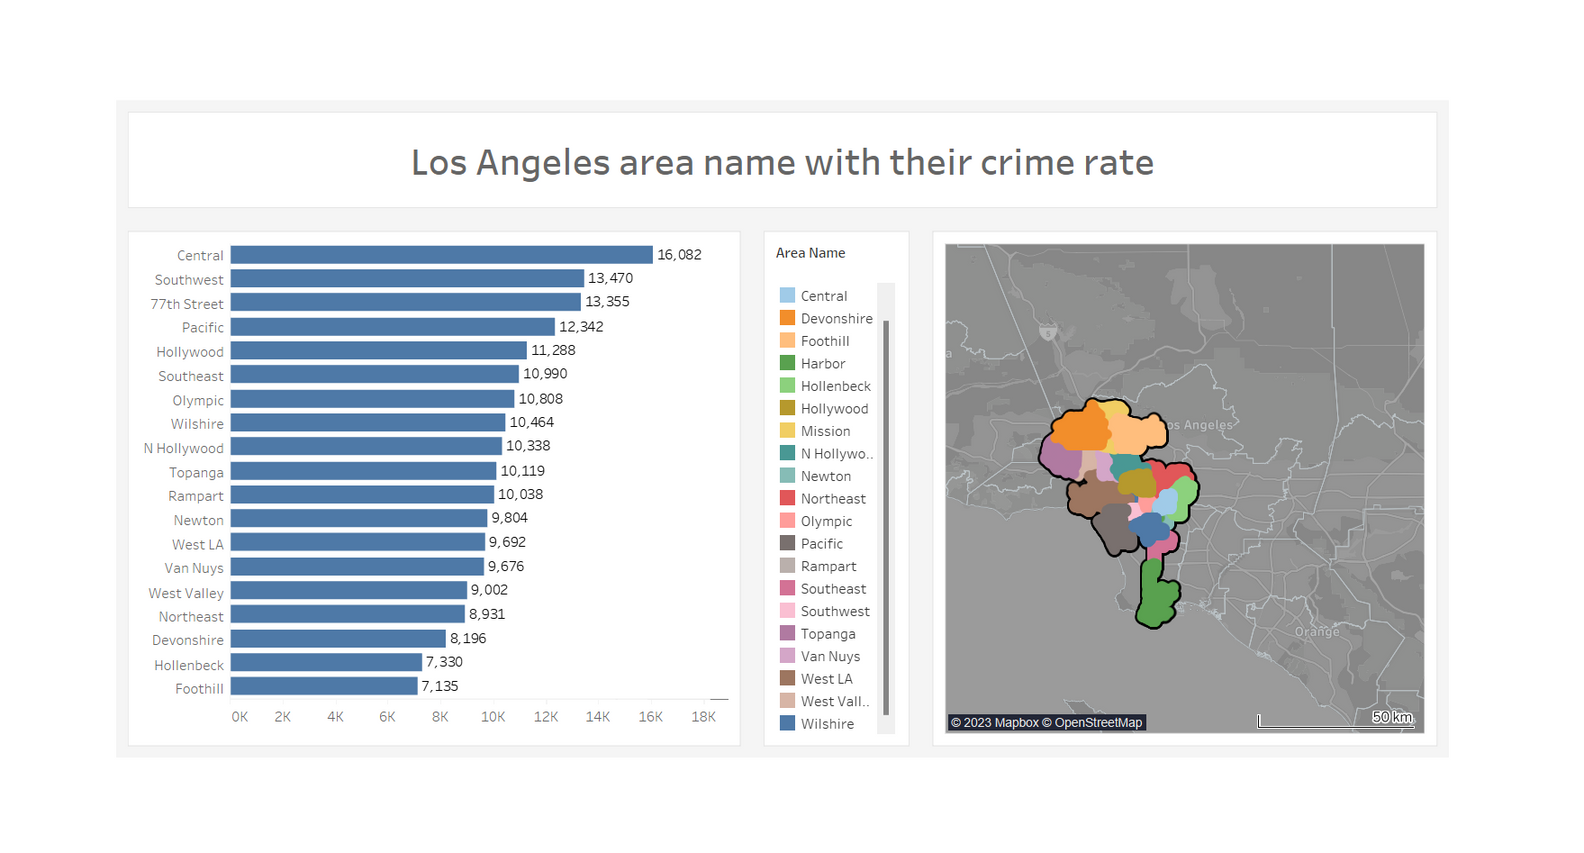 Los Angeles area name with their crime rate
Central 16,082
Southwest 13,470
77th Street 13,355
Pacific 12,342
Hollywood 11,288
Southeast 10,990
Olympic 10,808
Wilshire 10,464
N Hollywood 10,338
Topanga 10,119
Rampart 10,038
Newton 9,804
West LA 9,692
Van Nuys 9,676
West Valley 9,002
Northeast 8,931
Devonshire 8,196
Hollenbeck 7,330
Foothill 7,135
0K 2K 4K 6K 8K 10K 12K 14K 16K 18K
Area Name
Central
Devonshire
Foothill
Harbor
Hollenbeck
Hollywood
Mission
N Hollywo..
Newton
Northeast
Olympic
Pacific
Rampart
Southeast
Southwest
Topanga
Van Nuys
West LA
West Vall..
Wilshire
5
a
os Angeles
Orange
© 2023 Mapbox © OpenStreetMap
50 km